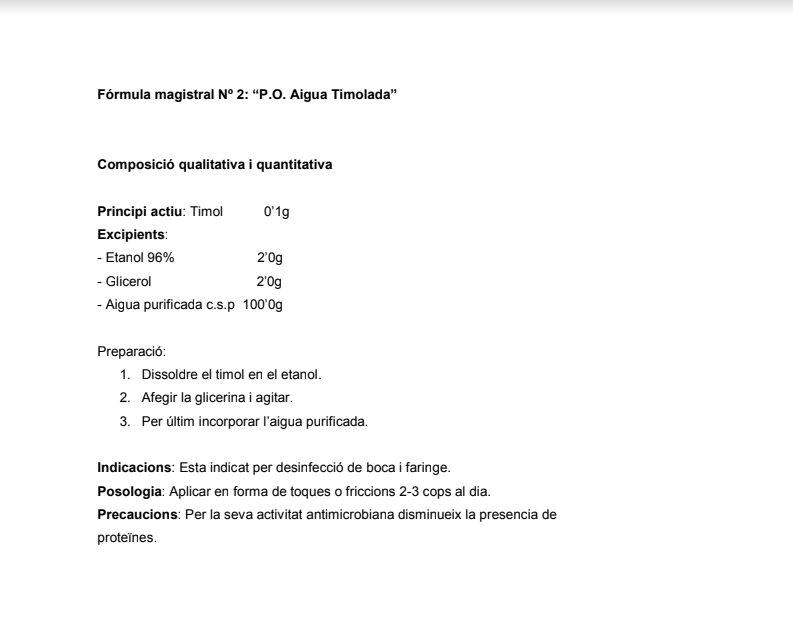 Fórmula magistral Nº 2: “P.O. Aigua Timolada”
Composició qualitativa i quantitativa
Principi actiu: Timol 0’1g
Excipients:
- Etanol 96% 2’0g
- Glicerol 2’0g
- Aigua purificada c.s.p 100’0g
Preparació:
1. Dissoldre el timol en el etanol.
2. Afegir la glicerina i agitar.
3. Per últim incorporar l’aigua purificada.
Indicacions: Esta indicat per desinfecció de boca i faringe.
Posologia: Aplicar en forma de toques o friccions 2-3 cops al dia.
Precaucions: Per la seva activitat antimicrobiana disminueix la presencia de
proteïnes.